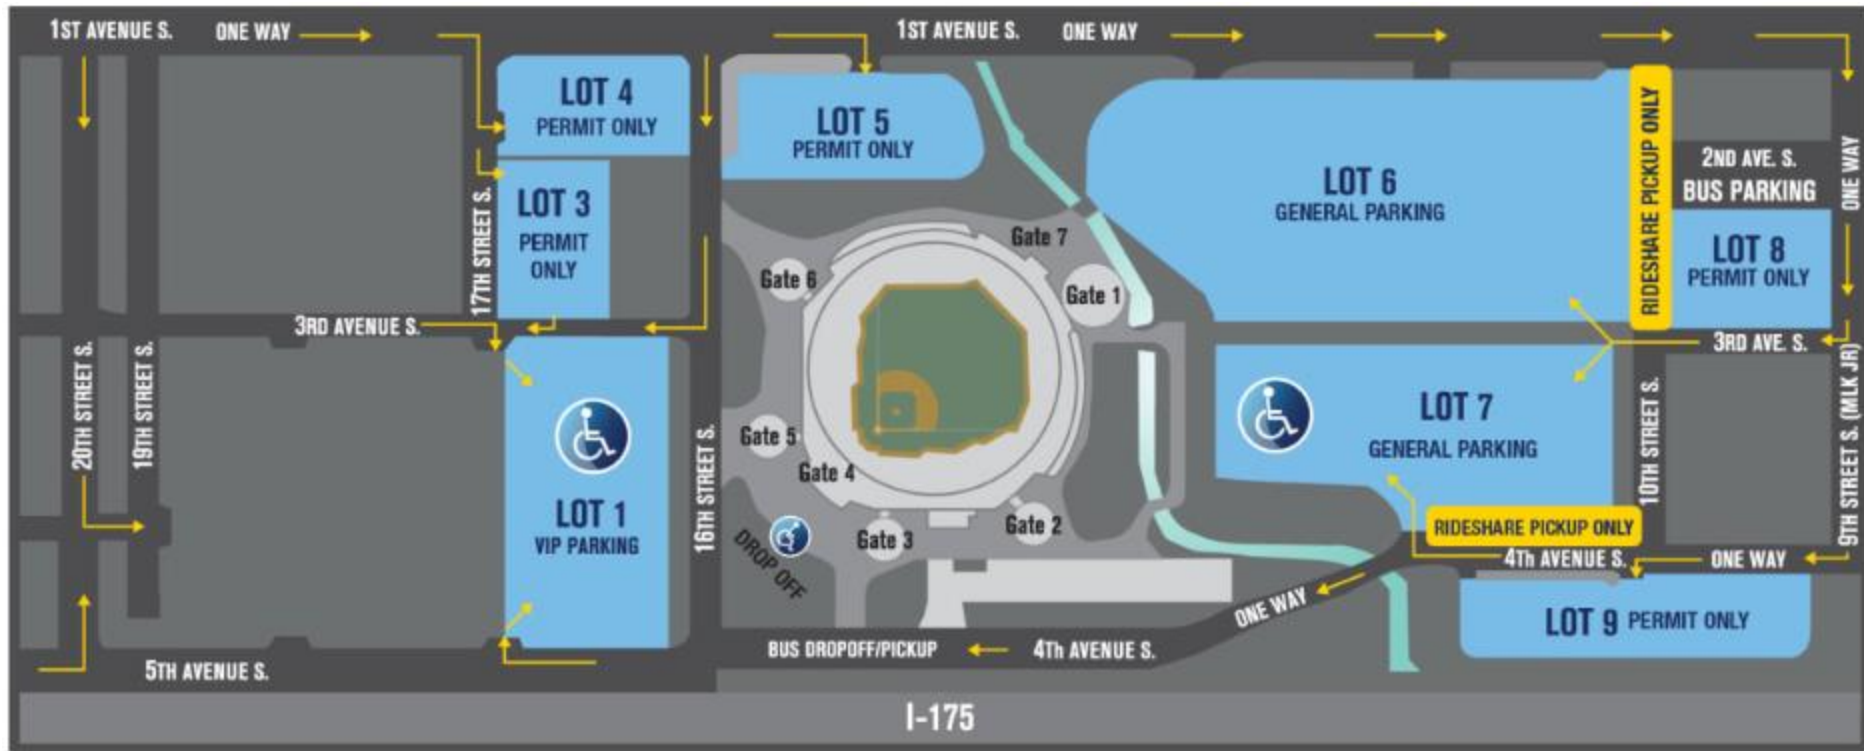 1ST AVENUE S. ONE WAY
1ST AVENUE S. ONE WAY
LOT 4
PERMIT ONLY
LOT 5
PERMIT ONLY
LOT 3
PERMIT
ONLY
17TH STREET S.
LOT 6
GENERAL PARKING
RIDESHARE PICKUP ONLY
2ND AVE. S.
BUS PARKING
ONE WAY
LOT 8
PERMIT ONLY
Gate 7
Gate 6
Gate 1
3RD AVENUE S.
3RD AVE. S.
20TH STREET S.
19TH STREET S.
LOT 1
VIP PARKING
16TH STREET S.
Gate 5
Gate 4
Gate 3
Gate 2
DROP OFF
LOT 7
GENERAL PARKING
10TH STREET S.
9TH STREET S. (MLK JR)
RIDESHARE PICKUP ONLY
4Th AVENUE S.
ONE WAY
ONE WAY
LOT 9 PERMIT ONLY
BUS DROPOFF/PICKUP
4Th AVENUE S.
5TH AVENUE S.
I-175